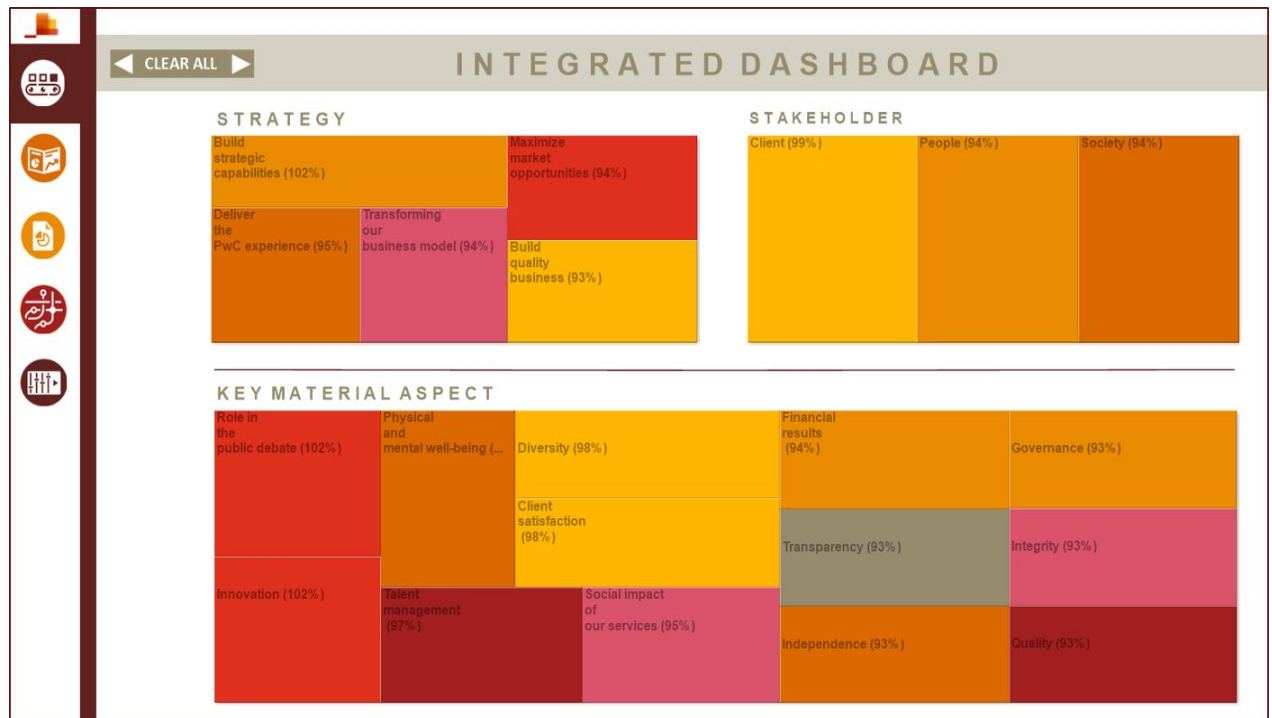 CLEAR ALL
INTEGRATED DASHBOARD
STRATEGY
Build
strategic
capabilities (102%)
Maximize
market
opportunities (94%)
Deliver
the
PwC experience (95%)
Transforming
our
business model (94%)
Build
quality
business (93%)
STAKEHOLDER
Client (99%)
People (94%)
Society (94%)
KEY MATERIAL ASPECT
Role in
the
public debate (102%)
Physical
and
mental well-being (...
Diversity (98%)
Client
satisfaction
(98%)
Financial
results
(94%)
Governance (93%)
Transparency (93%)
Integrity (93%)
Innovation (102%)
Talent
management
(97%)
Social impact
of
our services (95%)
Independence (93%)
Quality (93%)